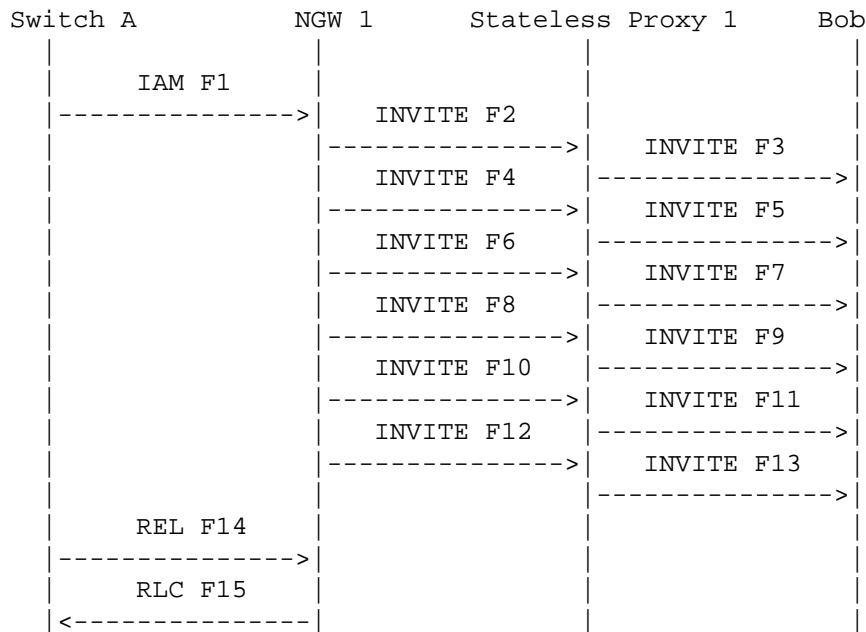 Switch A NGW 1 Stateless Proxy 1 Bob
IAM F1
INVITE F2
INVITE F3
INVITE F4
INVITE F5
INVITE F6
INVITE F7
INVITE F8
INVITE F9
INVITE F10
INVITE F11
INVITE F12
INVITE F13
REL F14
RLC F15